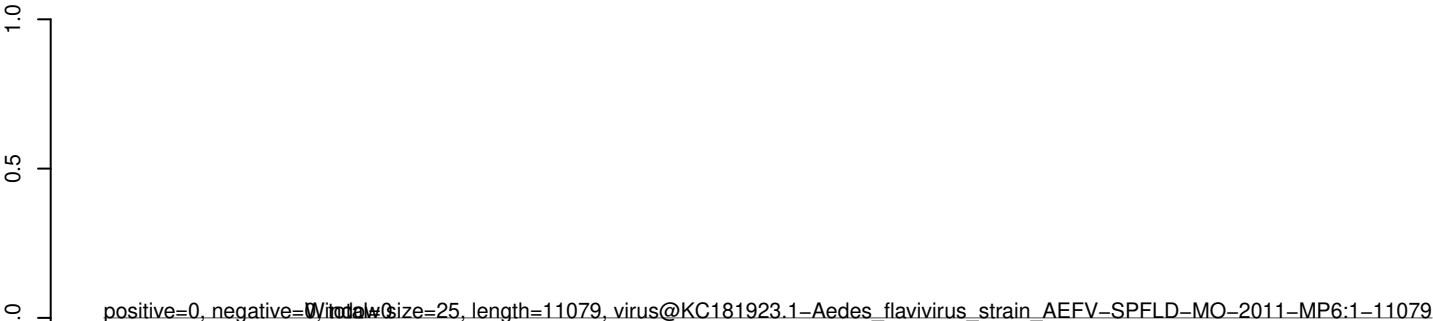 1.0
0.5
.0
positive=0, negative=0, total=0
Window size=25, length=11079, virus@KC181923.1−Aedes_flavivirus_strain_AEFV−SPFLD−MO−2011−MP6:1−11079